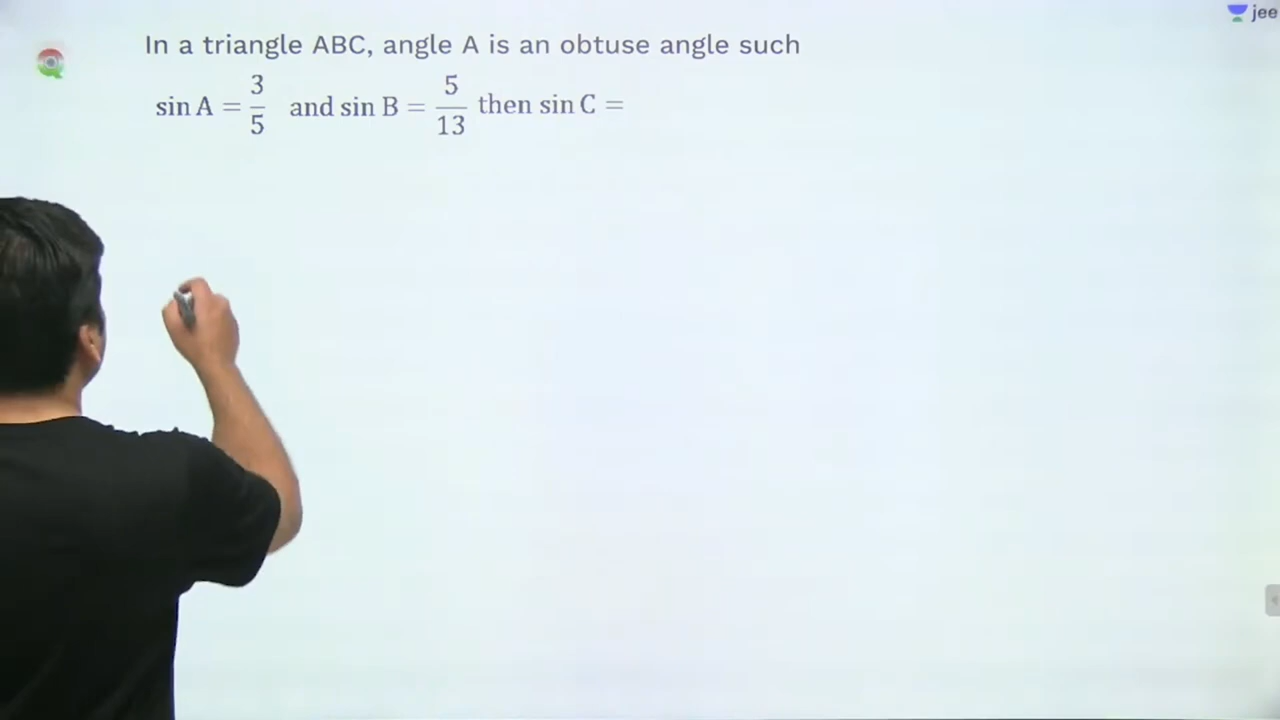 jee
In a triangle ABC, angle A is an obtuse angle such
sin A = 3/5 and sin B = 5/13 then sin C =